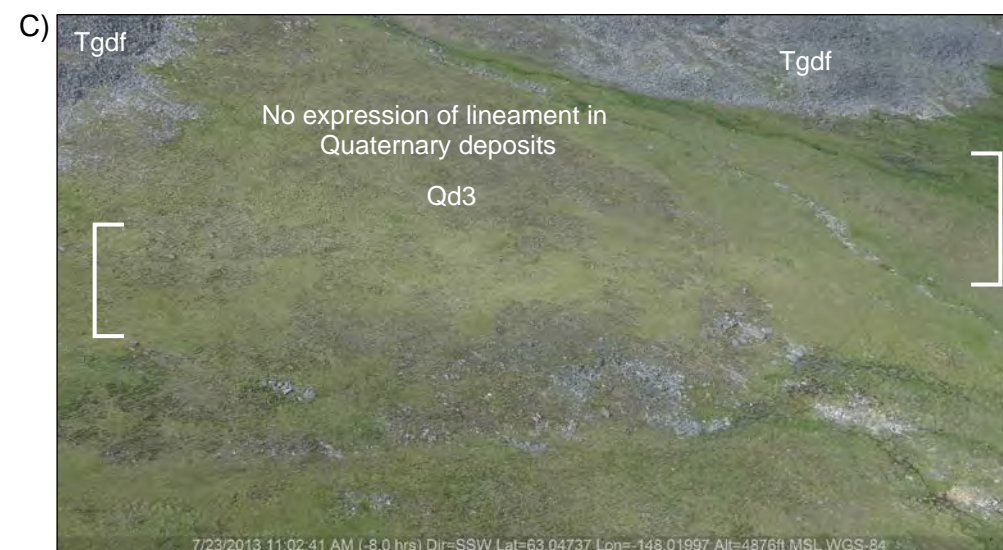 C)
Tgdf
Tgdf
No expression of lineament in
Quaternary deposits
Qd3
7/23/2013 11:02:41 AM (-8.0 hrs) Dir=SSW Lat=63.04737 Lon=-148.01997 Alt=4876ft MSL WGS-84